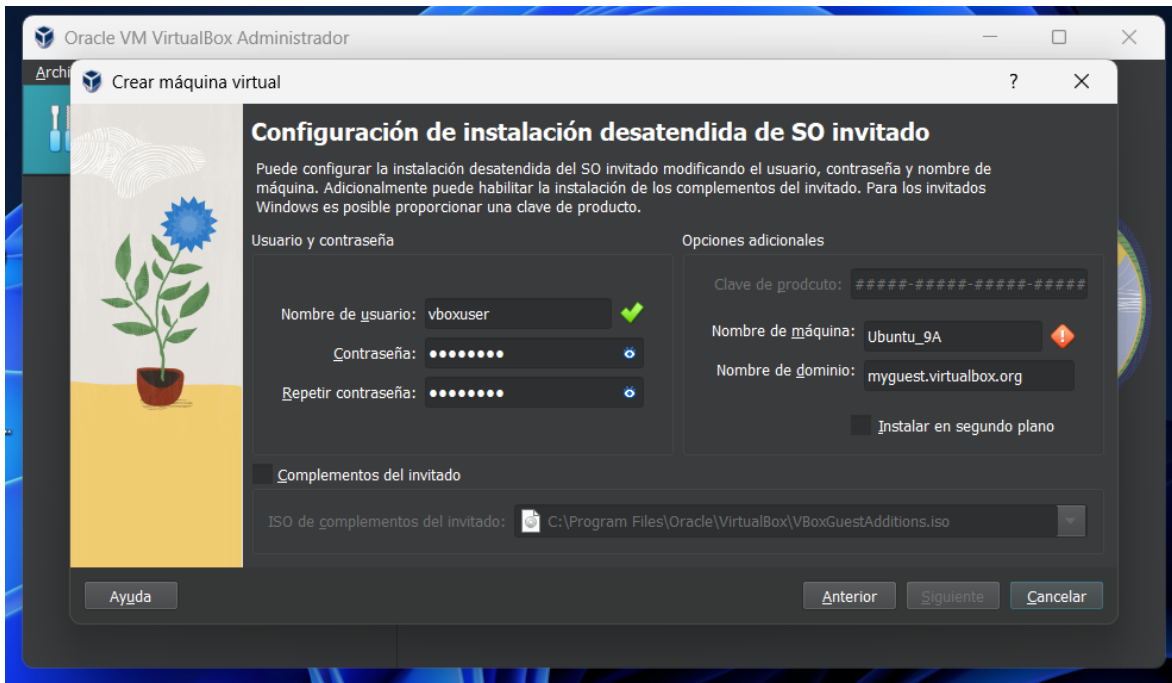 Oracle VM VirtualBox Administrador
Archi
Crear máquina virtual
?
Configuración de instalación desatendida de SO invitado
Puede configurar la instalación desatendida del SO invitado modificando el usuario, contraseña y nombre de
máquina. Adicionalmente puede habilitar la instalación de los complementos del invitado. Para los invitados
Windows es posible proporcionar una clave de producto.
Usuario y contraseña
Nombre de usuario: vboxuser
Contraseña: ●●●●●●●●
Repetir contraseña: ●●●●●●●●
Opciones adicionales
Clave de prodcuto: #####-#####-#####-#####
Nombre de máquina: Ubuntu_9A
Nombre de dominio: myguest.virtualbox.org
Instalar en segundo plano
Complementos del invitado
ISO de complementos del invitado: C:\Program Files\Oracle\VirtualBox\VBoxGuestAdditions.iso
Ayuda
Anterior
Siguiente
Cancelar